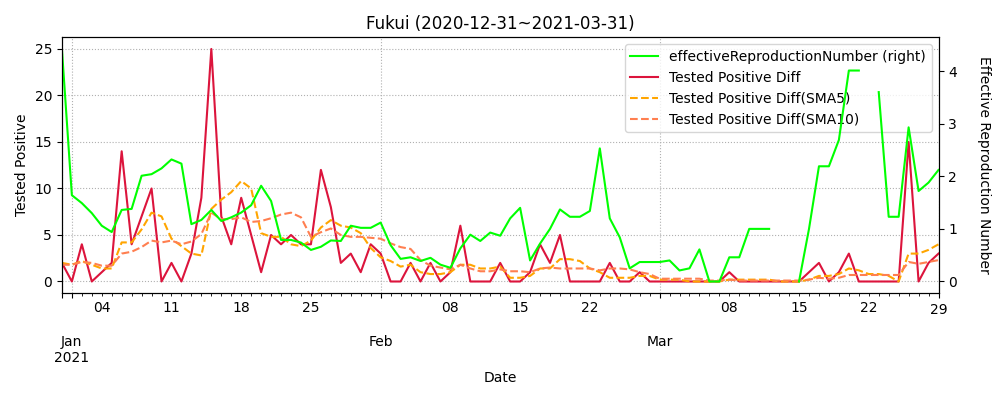 Fukui (2020-12-31~2021-03-31)
effectiveReproductionNumber (right)
Tested Positive Diff
Tested Positive Diff(SMA5)
Tested Positive Diff(SMA10)
Tested Positive
25
20
15
10
5
0
4
3
2
1
0
Effective Reproduction Number
04 11 18 25 08 15 22 08 15 22 29
Jan Feb Mar
2021
Date